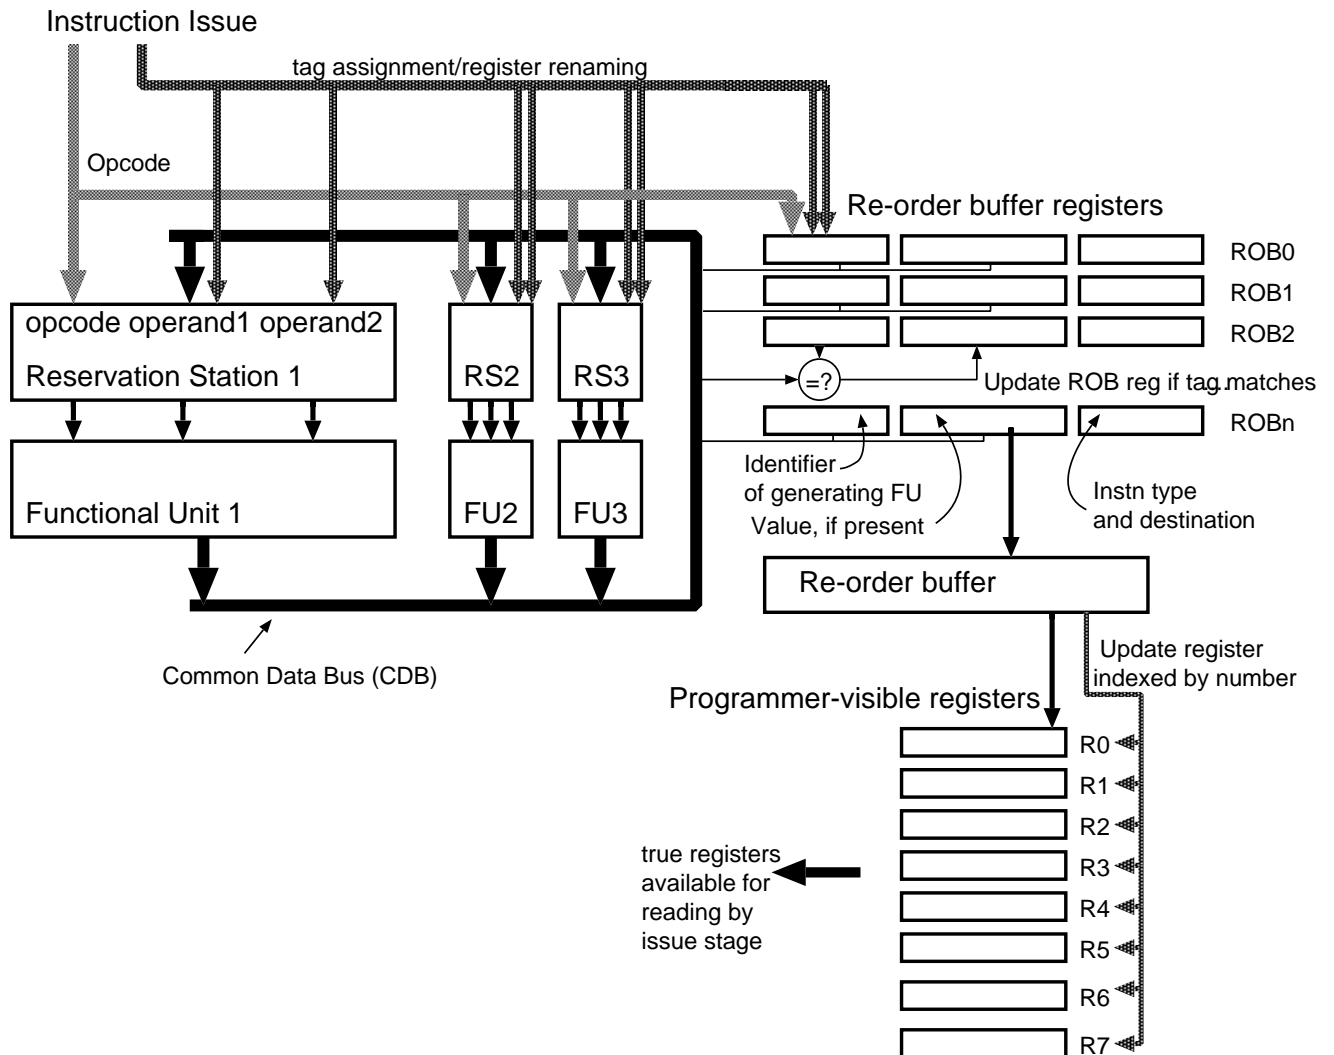 Instruction Issue
tag assignment/register renaming
Opcode
Re-order buffer registers
ROB0
ROB1
ROB2
opcode operand1 operand2
Reservation Station 1
RS2
RS3
=?
Update ROB reg if tag matches
ROBn
Identifier
of generating FU
Value, if present
Instn type
and destination
Functional Unit 1
FU2
FU3
Re-order buffer
Common Data Bus (CDB)
Update register
indexed by number
Programmer-visible registers
R0
R1
R2
R3
R4
R5
R6
R7
true registers
available for
reading by
issue stage